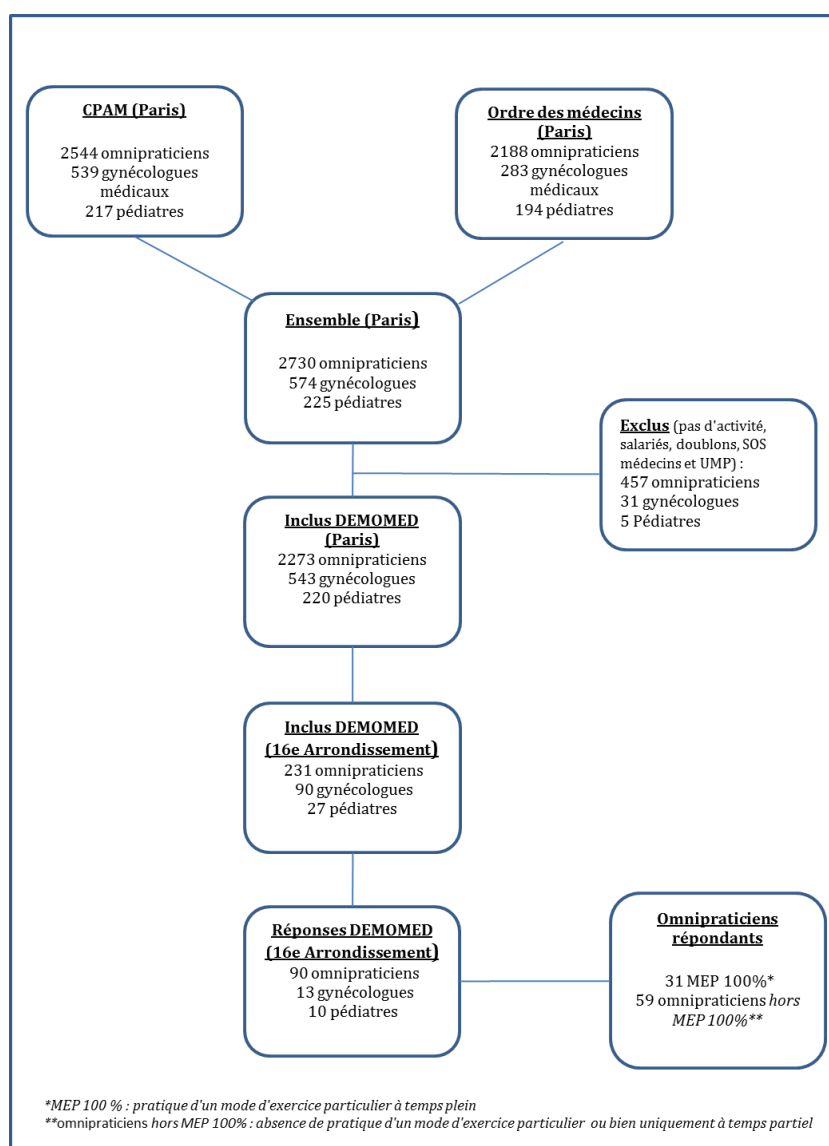 CPAM (Paris)
2544 omnipraticiens
539 gynécologues
médicaux
217 pédiatres
Ordre des médecins
(Paris)
2188 omnipraticiens
283 gynécologues
médicaux
194 pédiatres
Ensemble (Paris)
2730 omnipraticiens
574 gynécologues
225 pédiatres
Exclus (pas d'activité,
salariés, doublons, SOS
médecins et UMP) :
457 omnipraticiens
31 gynécologues
5 Pédiatres
Inclus DEMOMED
(Paris)
2273 omnipraticiens
543 gynécologues
220 pédiatres
Inclus DEMOMED
(16e Arrondissement)
231 omnipraticiens
90 gynécologues
27 pédiatres
Réponses DEMOMED
(16e Arrondissement)
90 omnipraticiens
13 gynécologues
10 pédiatres
Omnipraticiens
répondants
31 MEP 100%*
59 omnipraticiens hors
MEP 100%**
*MEP 100 % : pratique d'un mode d'exercice particulier à temps plein
**omnipraticiens hors MEP 100% : absence de pratique d'un mode d'exercice particulier ou bien uniquement à temps partiel